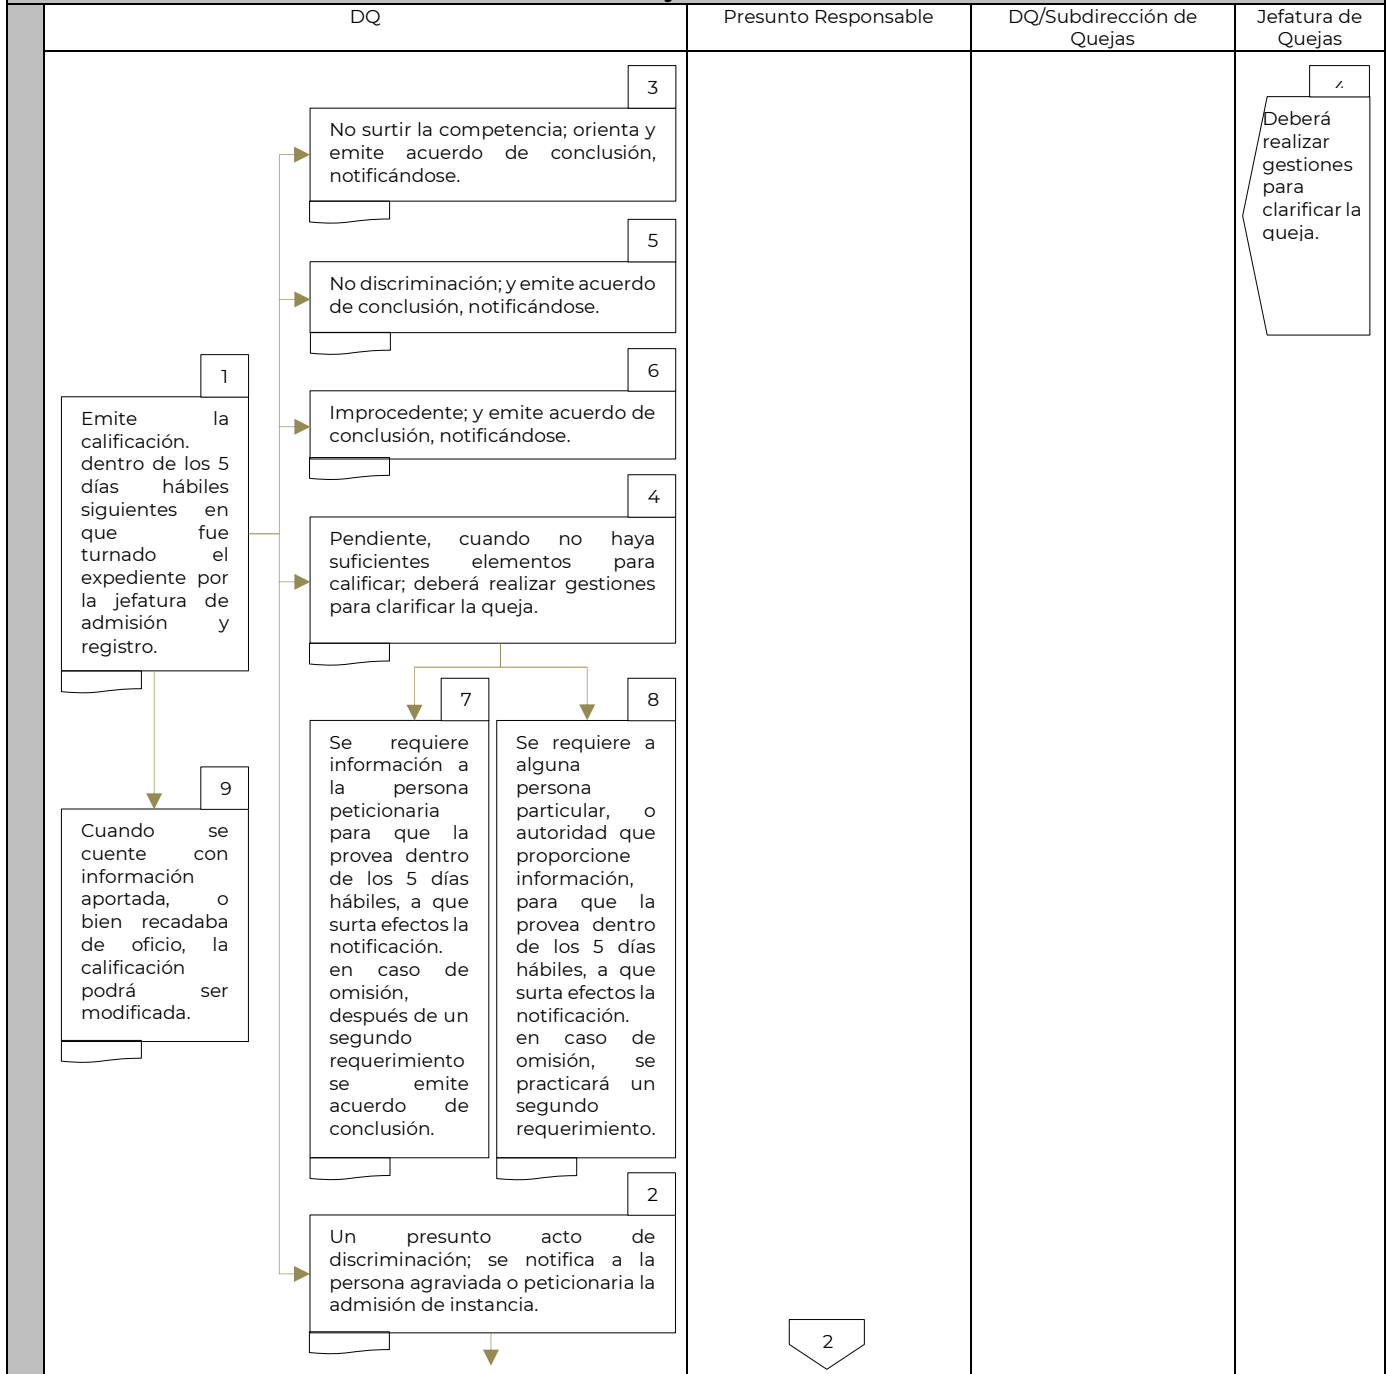 DQ
Presunto Responsable
DQ/Subdirección de
Quejas
Jefatura de
Quejas
3
No surtir la competencia; orienta y
emite acuerdo de conclusión,
notificándose.
5
No discriminación; y emite acuerdo
de conclusión, notificándose.
6
Improcedente; y emite acuerdo de
conclusión, notificándose.
4
Pendiente, cuando no haya
suficientes elementos para
calificar; deberá realizar gestiones
para clarificar la queja.
1
Emite la
calificación.
dentro de los 5
días hábiles
siguientes en
que fue
turnado el
expediente por
la jefatura de
admisión y
registro.
9
Cuando se
cuente con
información
aportada, o
bien recadaba
de oficio, la
calificación
podrá ser
modificada.
7
Se requiere
información a
la persona
peticionaria
para que la
provea dentro
de los 5 días
hábiles, a que
surta efectos la
notificación.
en caso de
omisión,
después de un
segundo
requerimiento
se emite
acuerdo de
conclusión.
8
Se requiere a
alguna
persona
particular, o
autoridad que
proporcione
información,
para que la
provea dentro
de los 5 días
hábiles, a que
surta efectos la
notificación.
en caso de
omisión, se
practicará un
segundo
requerimiento.
2
Un presunto acto de
discriminación; se notifica a la
persona agraviada o peticionaria la
admisión de instancia.
2
Deberá
realizar
gestiones
para
clarificar la
queja.